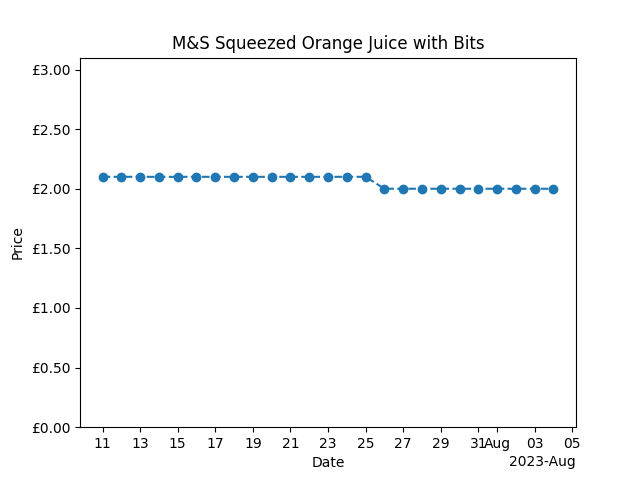 M&S Squeezed Orange Juice with Bits
£3.00
£2.50
£2.00
£1.50
£1.00
£0.50
£0.00
Price
11 13 15 17 19 21 23 25 27 29 31 Aug 03 05
Date
2023-Aug